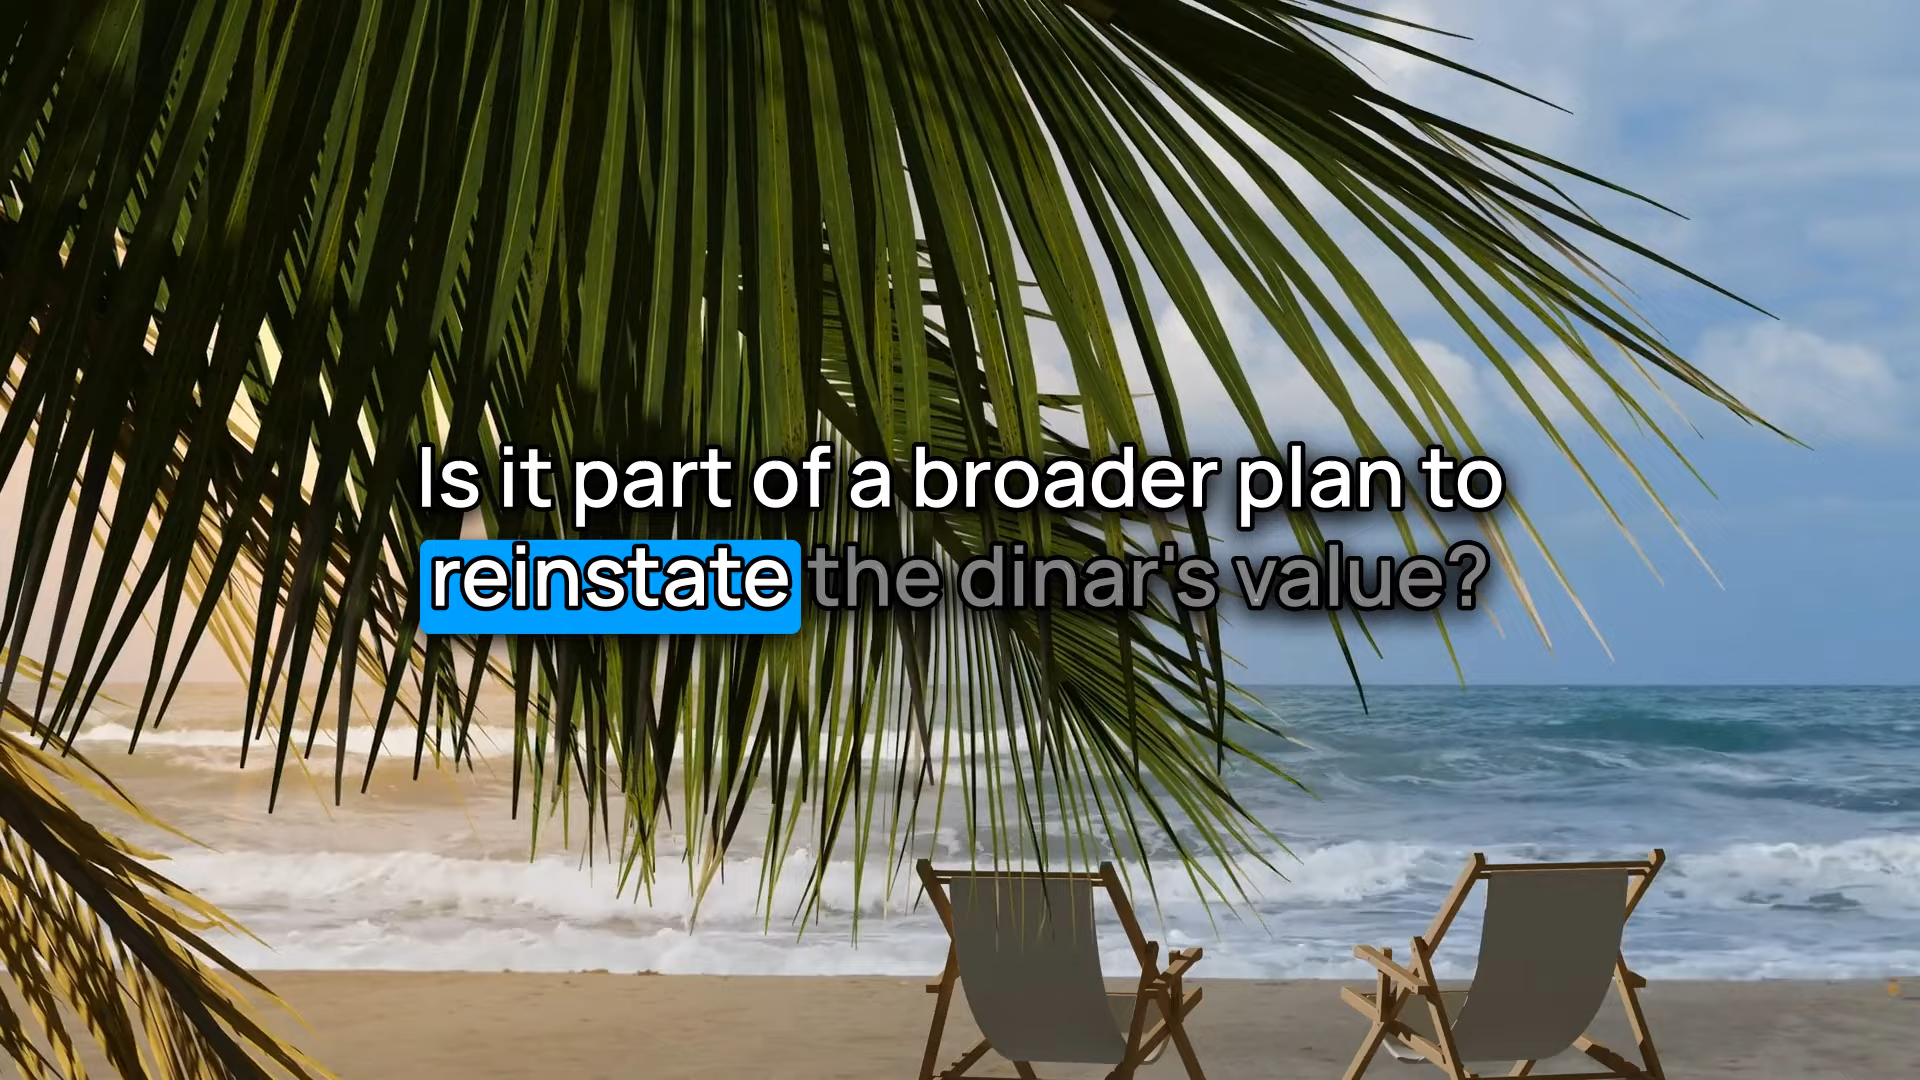 Is it part of a broader plan to
reinstate the dinar's value?